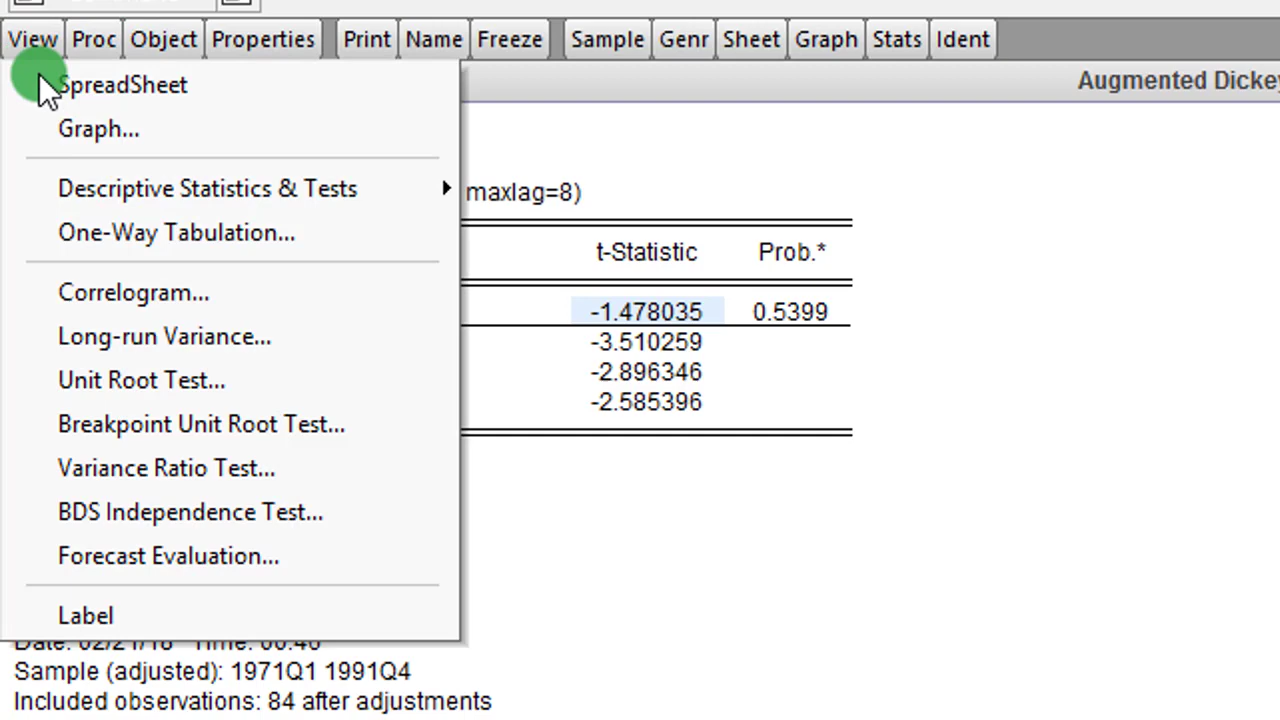 View Proc Object Properties Print Name Freeze Sample Genr Sheet Graph Stats Ident
Augmented Dickey
SpreadSheet
Graph...
Descriptive Statistics & Tests
One-Way Tabulation...
Correlogram...
Long-run Variance...
Unit Root Test...
Breakpoint Unit Root Test...
Variance Ratio Test...
BDS Independence Test...
Forecast Evaluation...
Label
maxlag=8)
t-Statistic Prob.*
-1.478035 0.5399
-3.510259
-2.896346
-2.585396
Sample (adjusted): 1971Q1 1991Q4
Included observations: 84 after adjustments